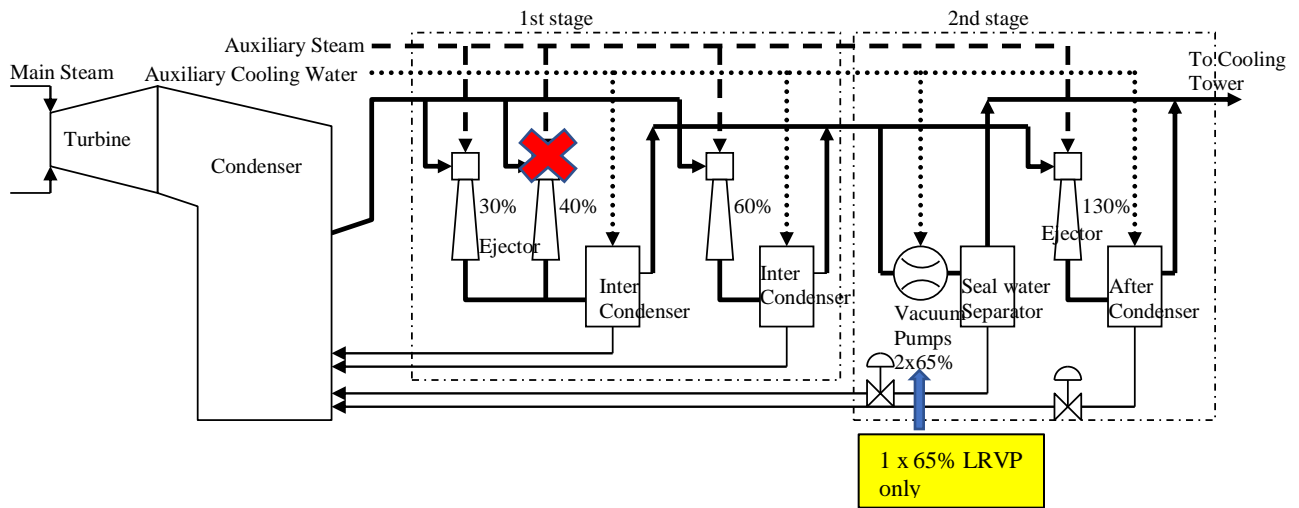 1st stage
2nd stage
Auxiliary Steam
Main Steam
Auxiliary Cooling Water
To Cooling
Tower
Turbine
Condenser
30%
40%
60%
130%
Ejector
Ejector
Inter
Condenser
Inter
Condenser
Vacuum
Pumps
2x65%
Seal water
Separator
After
Condenser
1 x 65% LRVP
only